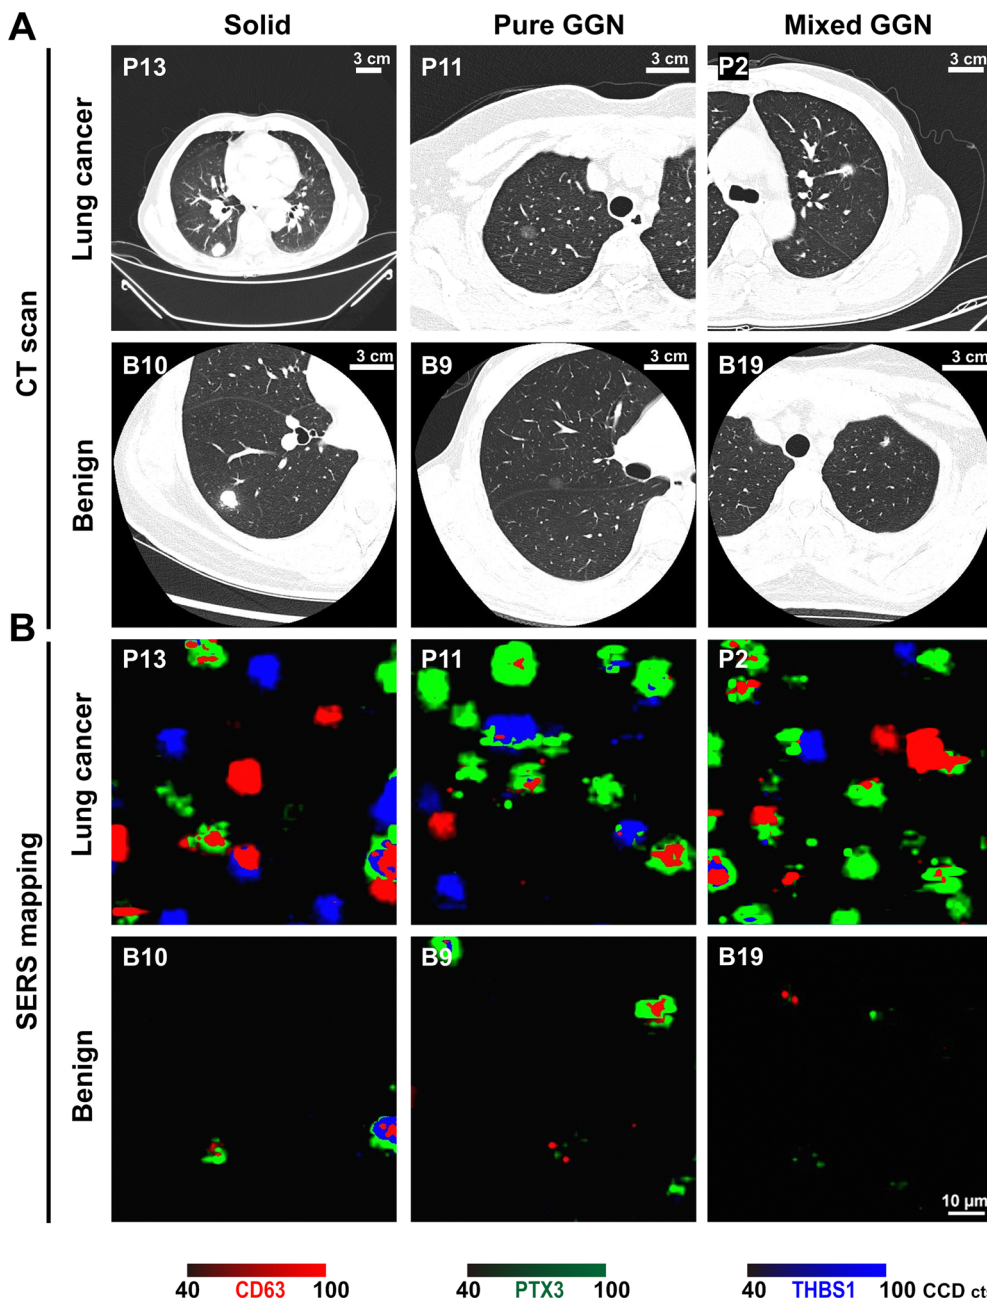 A
Solid
Pure GGN
Mixed GGN
CT scan
Lung cancer
P13
3 cm
P11
3 cm
P2
3 cm
Benign
B10
3 cm
B9
3 cm
B19
3 cm
B
SERS mapping
Lung cancer
P13
P11
P2
Benign
B10
B9
B19
10 µm
40 CD63 100
40 PTX3 100
40 THBS1 100 CCD ct